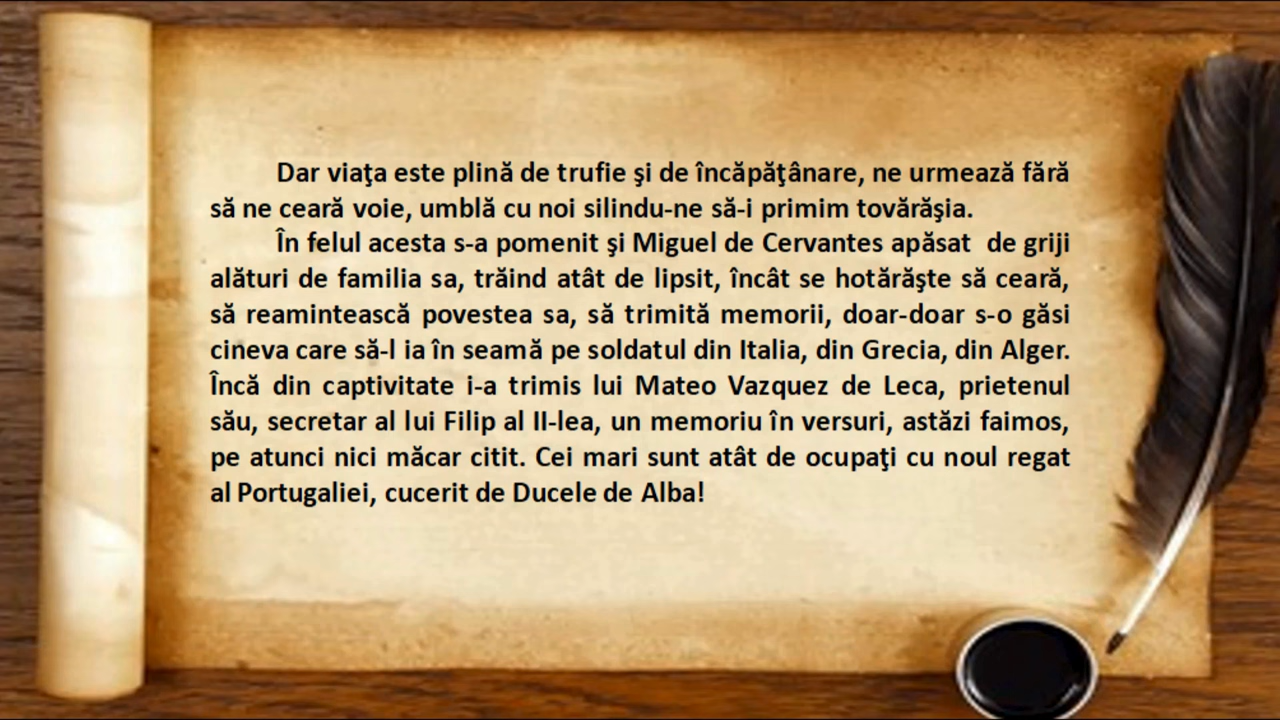 Dar viaţa este plină de trufie şi de încăpăţânare, ne urmează fără
să ne ceară voie, umblă cu noi silindu-ne să-i primim tovărăşia.
În felul acesta s-a pomenit şi Miguel de Cervantes apăsat  de griji
alături de familia sa, trăind atât de lipsit, încât se hotărăşte să ceară,
să reamintească povestea sa, să trimită memorii, doar-doar s-o găsi
cineva care să-l ia în seamă pe soldatul din Italia, din Grecia, din Alger.
Încă din captivitate i-a trimis lui Mateo Vazquez de Leca, prietenul
său, secretar al lui Filip al II-lea, un memoriu în versuri, astăzi faimos,
pe atunci nici măcar citit. Cei mari sunt atât de ocupaţi cu noul regat
al Portugaliei, cucerit de Ducele de Alba!